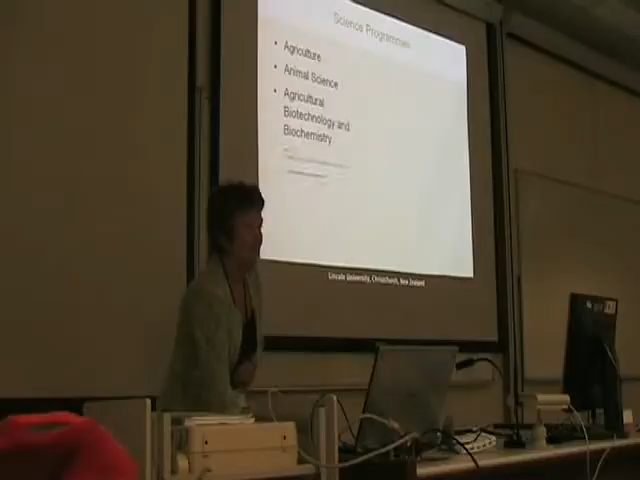 Science Programmes
• Agriculture
• Animal Science
• Agricultural
Biotechnology and
Biochemistry
Lincoln University, Christchurch, New Zealand